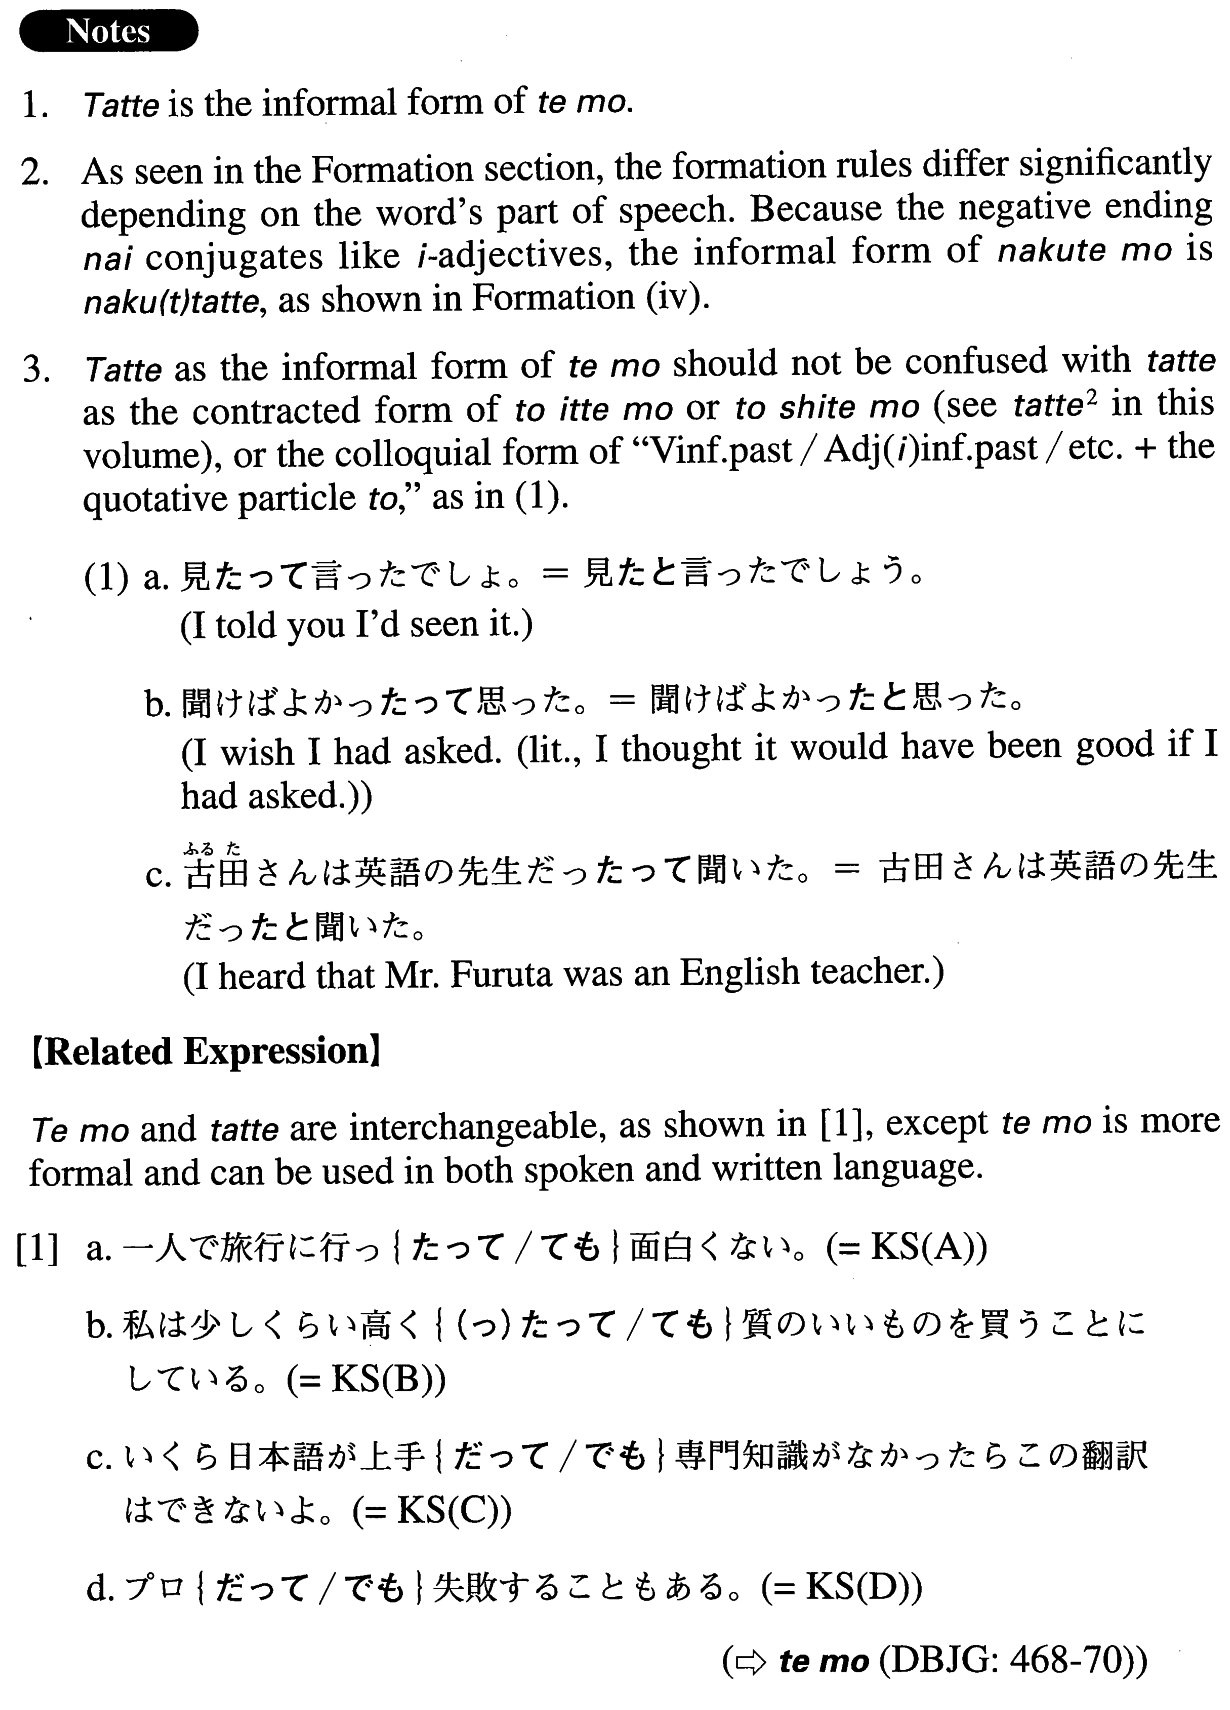 Notes
1. Tatte is the informal form of te mo.
2. As seen in the Formation section, the formation rules differ significantly
depending on the word's part of speech. Because the negative ending
nai conjugates like i-adjectives, the informal form of nakute mo is
naku(t)tatte, as shown in Formation (iv).
3. Tatte as the informal form of te mo should not be confused with tatte
as the contracted form of to itte mo or to shite mo (see tatte² in this
volume), or the colloquial form of “Vinf.past / Adj(i)inf.past / etc. + the
quotative particle to,” as in (1).
(1) a. 見たって言ったでしょ。= 見たと言ったでしょう。
(I told you I'd seen it.)
b. 聞けばよかったって思った。= 聞けばよかったと思った。
(I wish I had asked. (lit., I thought it would have been good if I
had asked.))
ふる た
c. 古田さんは英語の先生だったって聞いた。= 古田さんは英語の先生
だったと聞いた。
(I heard that Mr. Furuta was an English teacher.)
【Related Expression】
Te mo and tatte are interchangeable, as shown in [1], except te mo is more
formal and can be used in both spoken and written language.
[1] a. 一人で旅行に行っ{たって/ても}面白くない。(= KS(A))
b. 私は少しくらい高く{(っ)たって/ても}質のいいものを買うことに
している。(= KS(B))
c. いくら日本語が上手{だって/でも}専門知識がなかったらこの翻訳
はできないよ。(= KS(C))
d. プロ{だって/でも}失敗することもある。(= KS(D))
(⇨ te mo (DBJG: 468-70))